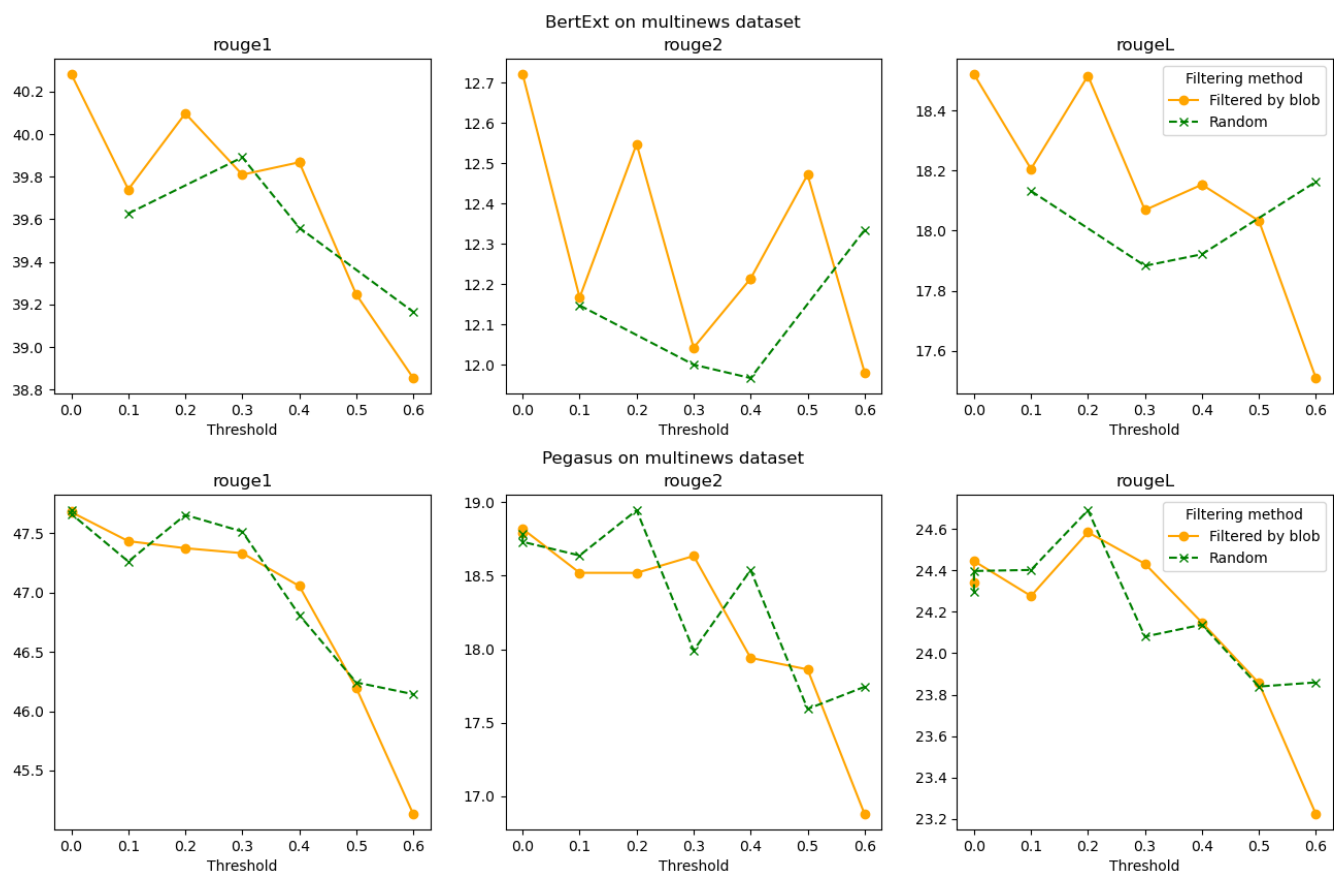 BertExt on multinews dataset
rouge1
40.2
40.0
39.8
39.6
39.4
39.2
39.0
38.8
0.0 0.1 0.2 0.3 0.4 0.5 0.6
Threshold
rouge2
12.7
12.6
12.5
12.4
12.3
12.2
12.1
12.0
0.0 0.1 0.2 0.3 0.4 0.5 0.6
Threshold
rougeL
18.4
18.2
18.0
17.8
17.6
0.0 0.1 0.2 0.3 0.4 0.5 0.6
Threshold
Filtering method
Filtered by blob
Random
Pegasus on multinews dataset
rouge1
47.5
47.0
46.5
46.0
45.5
0.0 0.1 0.2 0.3 0.4 0.5 0.6
Threshold
rouge2
19.0
18.5
18.0
17.5
17.0
0.0 0.1 0.2 0.3 0.4 0.5 0.6
Threshold
rougeL
24.6
24.4
24.2
24.0
23.8
23.6
23.4
23.2
0.0 0.1 0.2 0.3 0.4 0.5 0.6
Threshold
Filtering method
Filtered by blob
Random